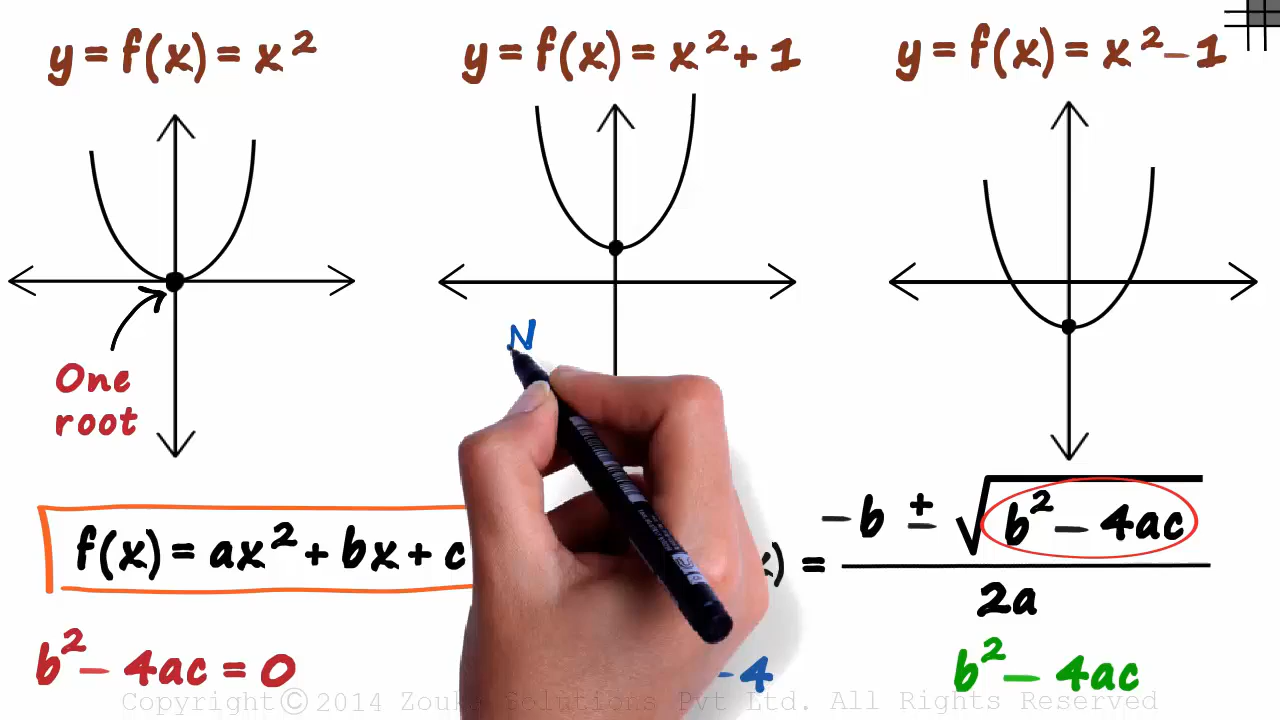 y = f(x) = x²
y = f(x) = x² + 1
y = f(x) = x² – 1
One
root
N
f(x) = ax² + bx + c
x) = –b ± √b² – 4ac
2a
b² – 4ac = 0
-4
b² – 4ac
Copyright © 2014 Zouk Solutions Pvt Ltd. All Rights Reserved